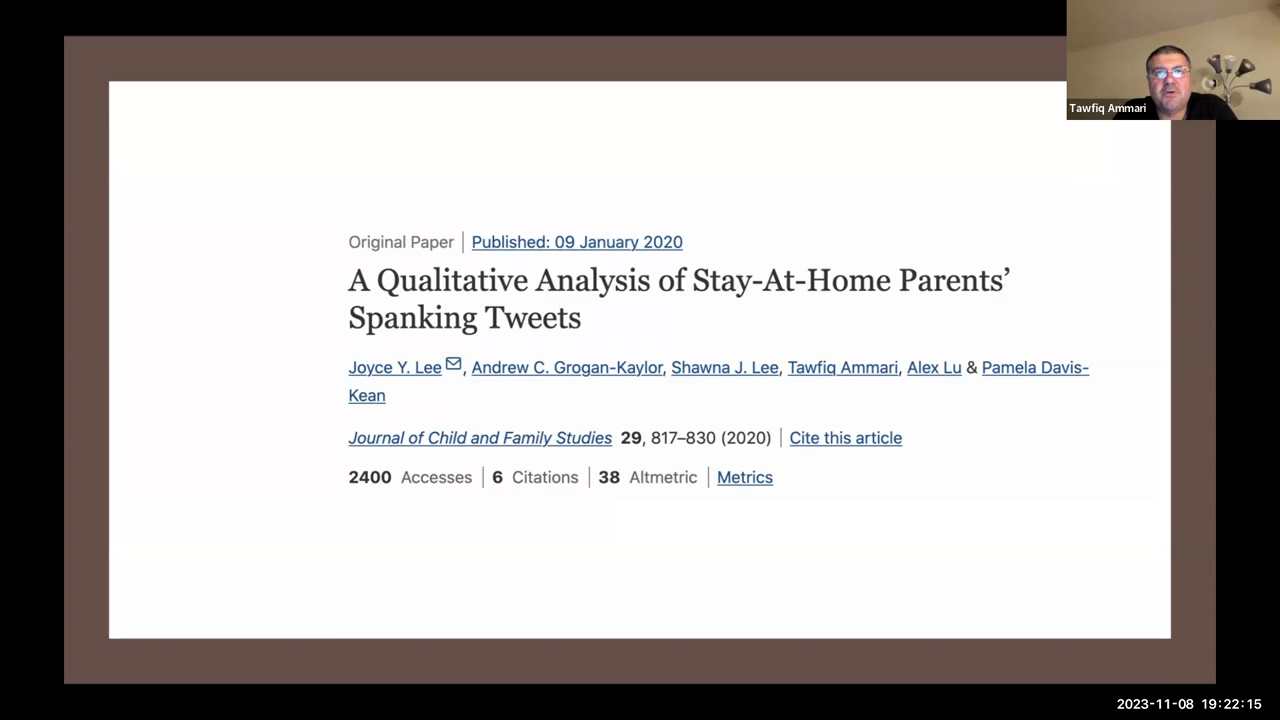 Tawfiq Ammari
Original Paper | Published: 09 January 2020
A Qualitative Analysis of Stay-At-Home Parents’
Spanking Tweets
Joyce Y. Lee, Andrew C. Grogan-Kaylor, Shawna J. Lee, Tawfiq Ammari, Alex Lu & Pamela Davis-
Kean
Journal of Child and Family Studies 29, 817–830 (2020) | Cite this article
2400 Accesses | 6 Citations | 38 Altmetric | Metrics
2023-11-08 19:22:15